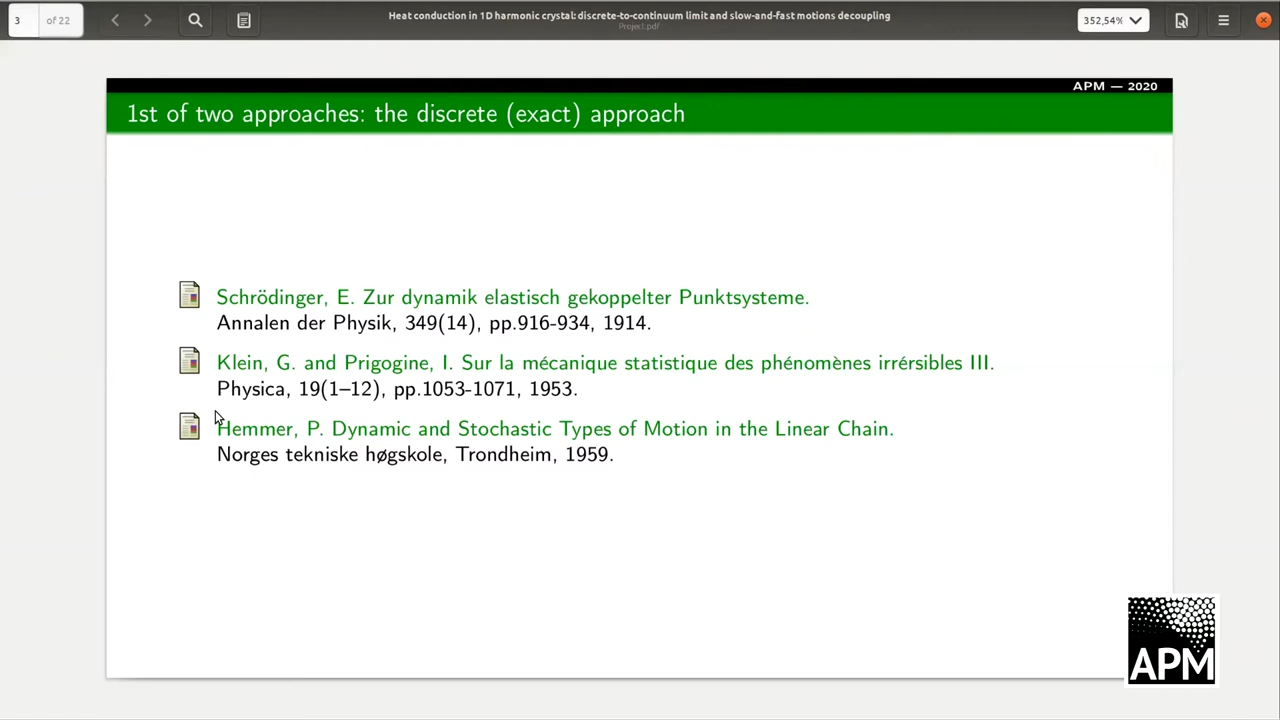 3 of 22
Heat conduction in 1D harmonic crystal: discrete-to-continuum limit and slow-and-fast motions decoupling
Project.pdf
352,54%
APM — 2020
1st of two approaches: the discrete (exact) approach
Schrödinger, E. Zur dynamik elastisch gekoppelter Punktsysteme.
Annalen der Physik, 349(14), pp.916-934, 1914.
Klein, G. and Prigogine, I. Sur la mécanique statistique des phénomènes irrérsibles III.
Physica, 19(1–12), pp.1053-1071, 1953.
Hemmer, P. Dynamic and Stochastic Types of Motion in the Linear Chain.
Norges tekniske høgskole, Trondheim, 1959.
APM